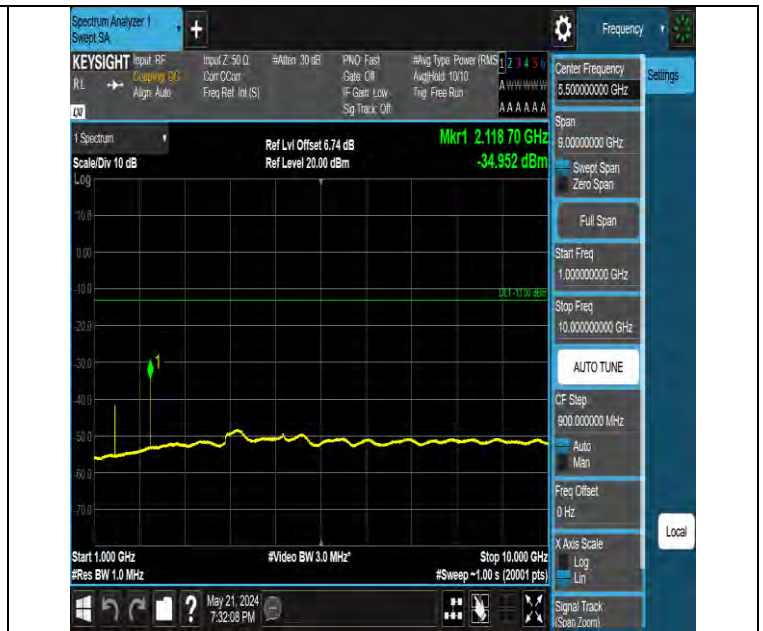 Spectrum Analyzer 1
Swept SA
+
Frequency
KEYSIGHT
RL
Input: RF
Coupling: DC
Align: Auto
Input Z: 50 Ω
Corr CCorr
Freq Ref: Int (S)
#Atten: 30 dB
PNO: Fast
Gate: Off
IF Gain: Low
Sig Track: Off
#Avg Type: Power (RMS
Avg|Hold: 10/10
Trig: Free Run
1 2 3 4 5 6
A W W W W W
A A A A A A
1 Spectrum
Scale/Div 10 dB
Log
Ref Lvl Offset 6.74 dB
Ref Level 20.00 dBm
Mkr1 2.118 70 GHz
-34.952 dBm
10.0
0.00
-10.0
-20.0
-30.0
-40.0
-50.0
-60.0
-70.0
DL1 -13.00 dBm
1
Start 1.000 GHz
#Res BW 1.0 MHz
#Video BW 3.0 MHz*
Stop 10.000 GHz
#Sweep ~1.00 s (20001 pts)
May 21, 2024
7:32:08 PM
Center Frequency
5.500000000 GHz
Settings
Span
9.00000000 GHz
Swept Span
Zero Span
Full Span
Start Freq
1.000000000 GHz
Stop Freq
10.000000000 GHz
AUTO TUNE
CF Step
900.000000 MHz
Auto
Man
Freq Offset
0 Hz
X Axis Scale
Log
Lin
Local
Signal Track
(Span Zoom)